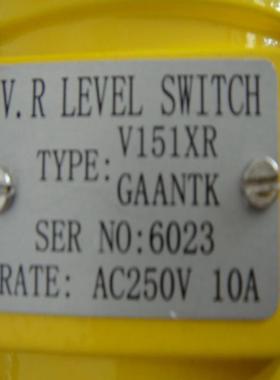 V.R LEVEL SWITCH
TYPE: V151XR
GAANTK
SER NO:6023
RATE: AC250V 10A